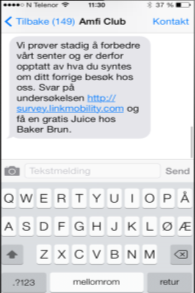 N Telenor 11:30 37 %
Tilbake (149) Amfi Club Kontakt
Vi prøver stadig å forbedre
vårt senter og er derfor
opptatt av hva du syntes
om ditt forrige besøk hos
oss. Svar på
undersøkelsen http://
survey.linkmobility.com og
få en gratis Juice hos
Baker Brun.
Tekstmelding Send
Q W E R T Y U I O P Å
A S D F G H J K L Ø Æ
Z X C V B N M
.?123 mellomrom retur